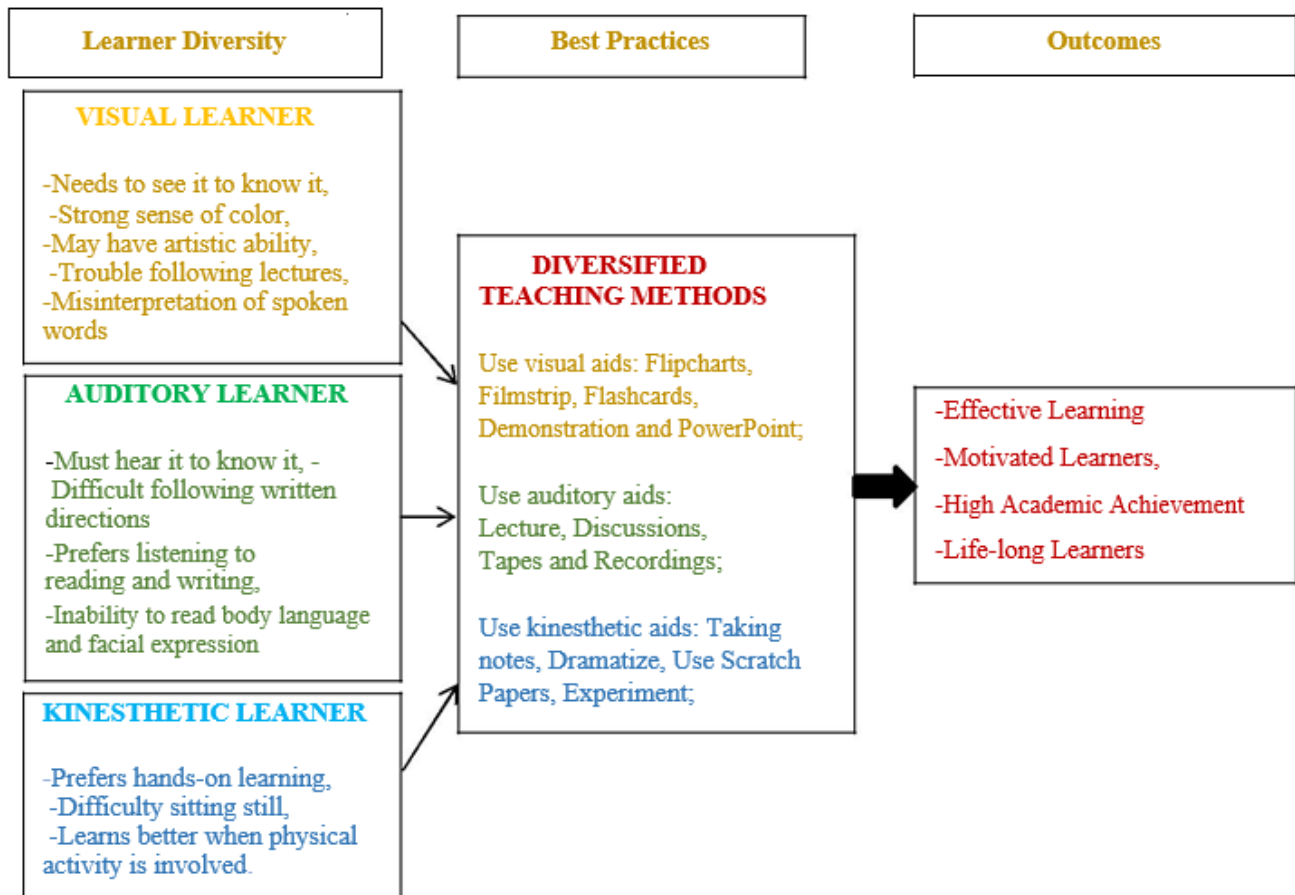 Learner Diversity
Best Practices
Outcomes
VISUAL LEARNER
-Needs to see it to know it,
-Strong sense of color,
-May have artistic ability,
-Trouble following lectures,
-Misinterpretation of spoken
words
AUDITORY LEARNER
-Must hear it to know it, -
Difficult following written
directions
-Prefers listening to
reading and writing,
-Inability to read body language
and facial expression
KINESTHETIC LEARNER
-Prefers hands-on learning,
-Difficulty sitting still,
-Learns better when physical
activity is involved.
DIVERSIFIED
TEACHING METHODS
Use visual aids: Flipcharts,
Filmstrip, Flashcards,
Demonstration and PowerPoint;
Use auditory aids:
Lecture, Discussions,
Tapes and Recordings;
Use kinesthetic aids: Taking
notes, Dramatize, Use Scratch
Papers, Experiment;
-Effective Learning
-Motivated Learners,
-High Academic Achievement
-Life-long Learners